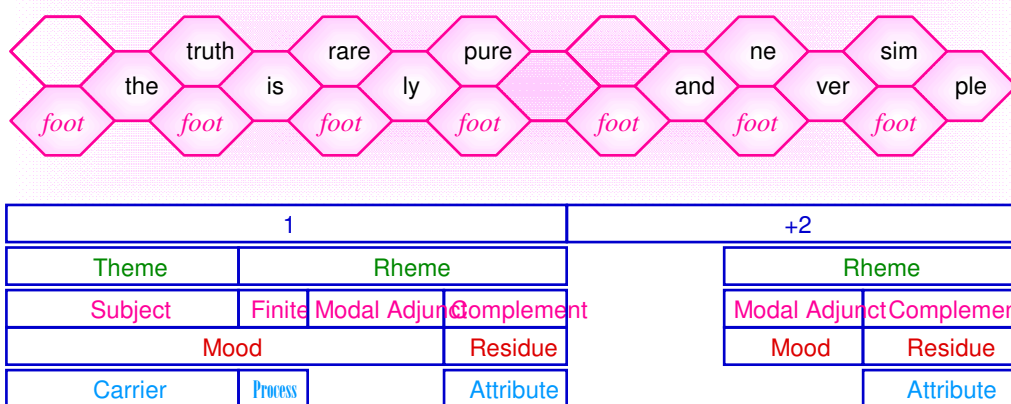 truth rare pure ne sim
the is ly and ver ple
foot foot foot foot foot foot foot
1 +2
Theme Rheme Rheme
Subject Finite Modal Adjunct Complement Modal Adjunct Complemen
Mood Residue Mood Residue
Carrier Process Attribute Attribute